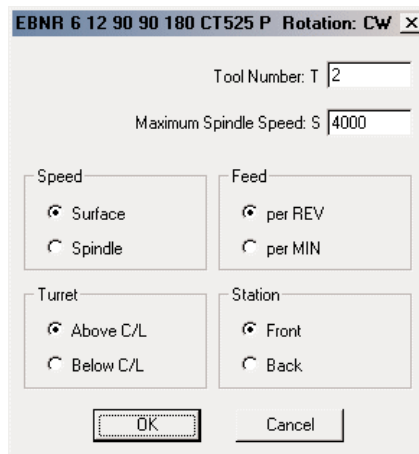 EBNR 6 12 90 90 180 CT525 P Rotation: CW
Tool Number: T 2
Maximum Spindle Speed: S 4000
Speed
Surface
Spindle
Feed
per REV
per MIN
Turret
Above C/L
Below C/L
Station
Front
Back
OK
Cancel